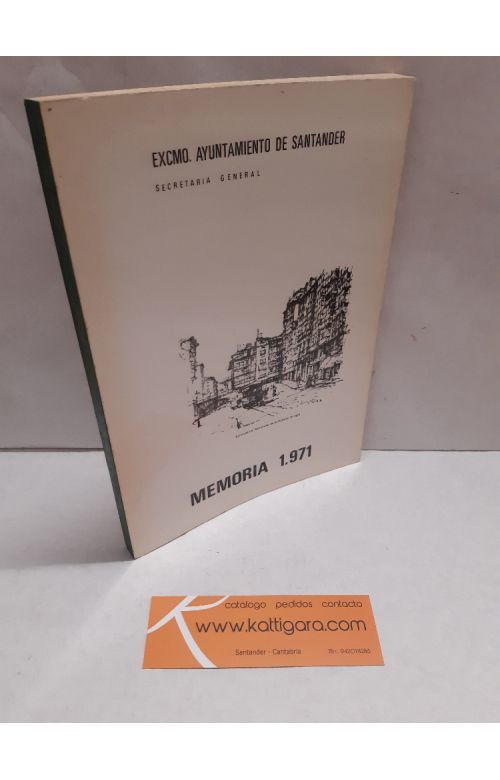 EXCMO. AYUNTAMIENTO DE SANTANDER
SECRETARIA GENERAL
MEMORIA 1.971
catalogo pedidos contacto
www.kattigara.com
Santander - Cantabria